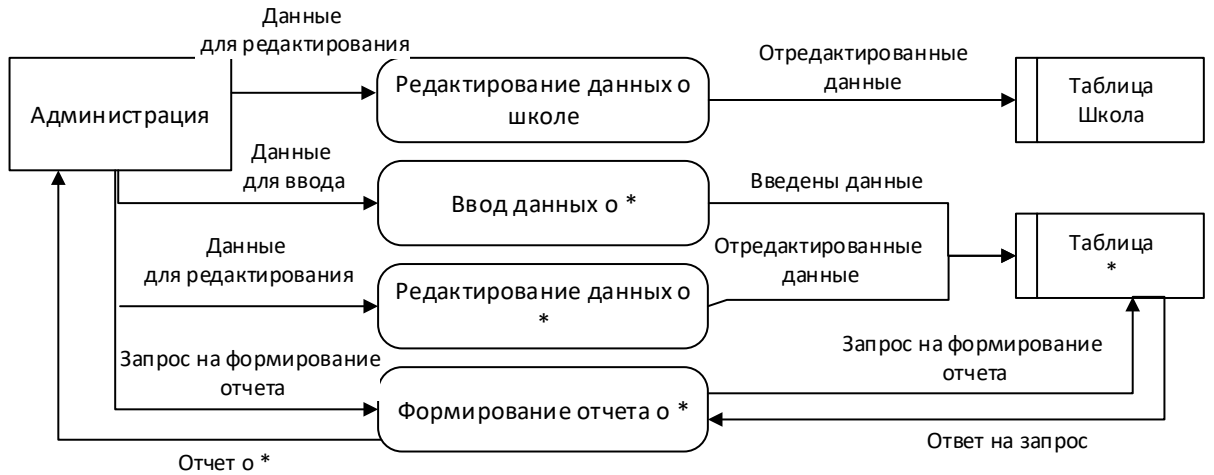 Данные
для редактирования
Отредактированные
данные
Администрация
Редактирование данных о
школе
Таблица
Школа
Данные
для ввода
Ввод данных о *
Введены данные
Данные
для редактирования
Редактирование данных о
*
Отредактированные
данные
Таблица
*
Запрос на формирование
отчета
Формирование отчета о *
Запрос на формирование
отчета
Ответ на запрос
Отчет о *